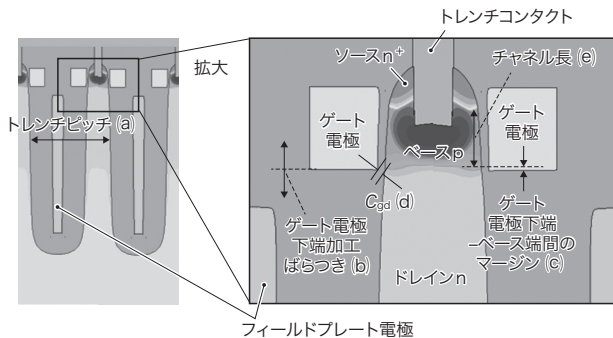 トレンチコンタクト
ソースn+
チャネル長 (e)
拡大
トレンチピッチ (a)
ゲート
電極
ベースp
ゲート
電極
Cgd (d)
ゲート電極
下端加工
ばらつき (b)
ゲート
電極下端
–ベース端間の
マージン (c)
ドレインn
フィールドプレート電極